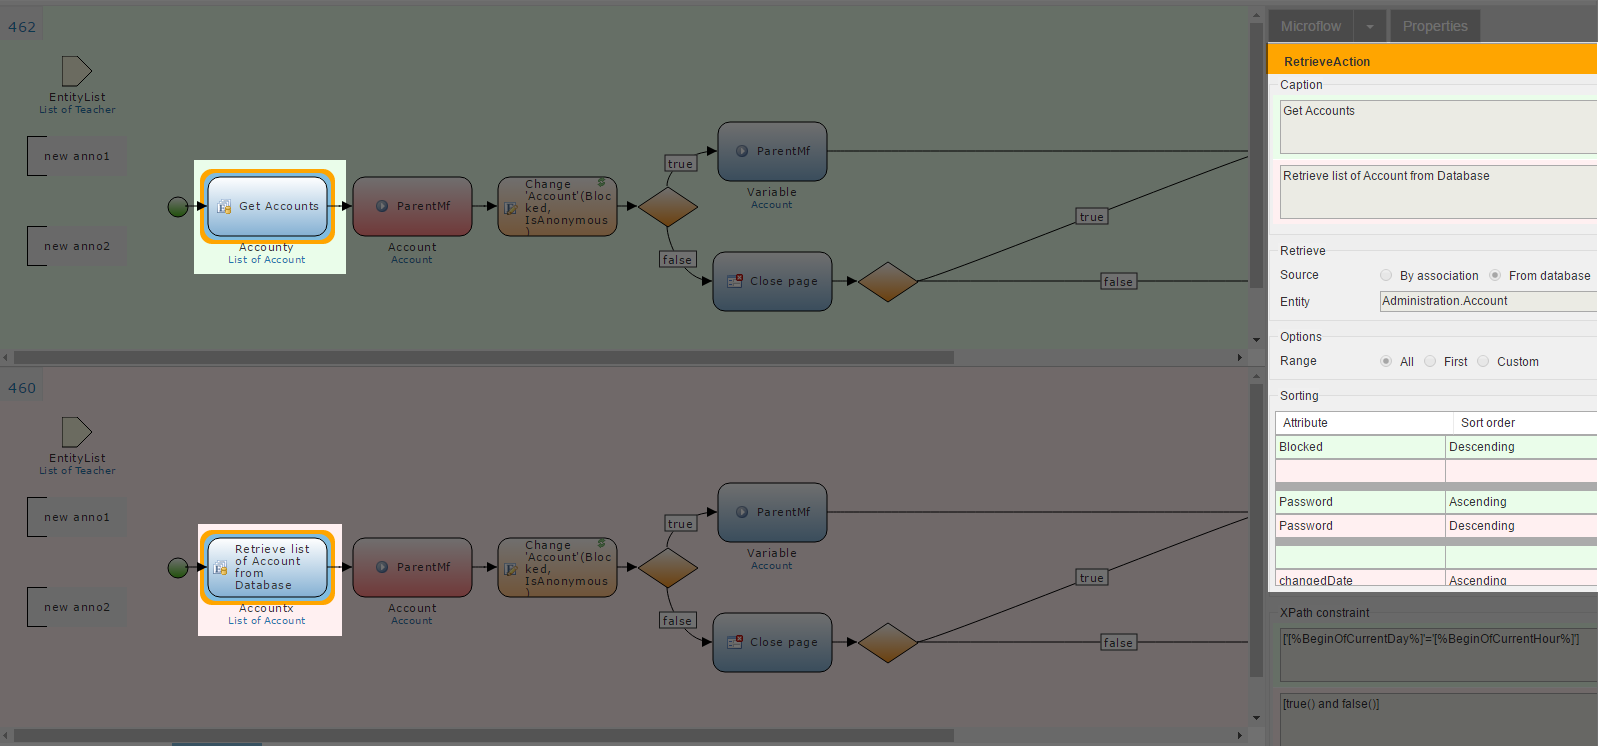 462
EntityList
List of Teacher
new anno1
new anno2
Get Accounts
Accounty
List of Account
ParentMf
Account
Account
Change
'Account'(Bloc
ked,
IsAnonymous
)
true
false
ParentMf
Variable
Account
Close page
true
false
460
EntityList
List of Teacher
new anno1
new anno2
Retrieve list
of Account
from
Database
Accountx
List of Account
ParentMf
Account
Account
Change
'Account'(Bloc
ked,
IsAnonymous
)
true
false
ParentMf
Variable
Account
Close page
true
false
Microflow
Properties
RetrieveAction
Caption
Get Accounts
Retrieve list of Account from Database
Retrieve
Source By association From database
Entity Administration.Account
Options
Range All First Custom
Sorting
Attribute Sort order
Blocked Descending
Password Ascending
Password Descending
changedDate Ascending
XPath constraint
['[%BeginOfCurrentDay%]'='[%BeginOfCurrentHour%]']
[true() and false()]